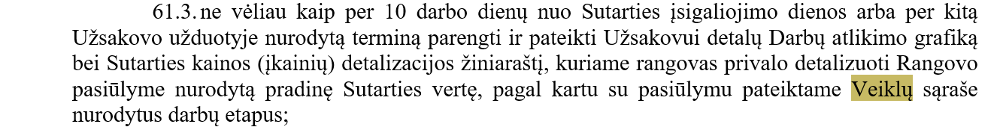 61.3. ne vėliau kaip per 10 darbo dienų nuo Sutarties įsigaliojimo dienos arba per kitą
Užsakovo užduotyje nurodytą terminą parengti ir pateikti Užsakovui detalų Darbų atlikimo grafiką
bei Sutarties kainos (įkainių) detalizacijos žiniaraštį, kuriame rangovas privalo detalizuoti Rangovo
pasiūlyme nurodytą pradinę Sutarties vertę, pagal kartu su pasiūlymu pateiktame Veiklų sąraše
nurodytus darbų etapus;